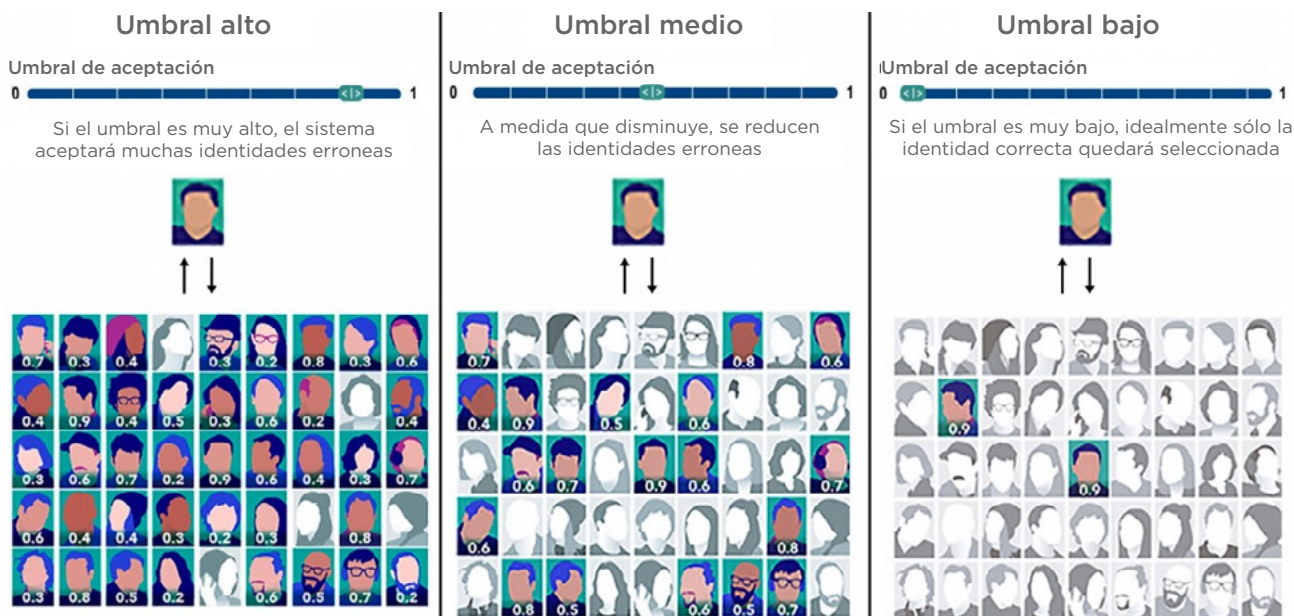 Umbral alto
Umbral de aceptación
0 <|> 1
Si el umbral es muy alto, el sistema
aceptará muchas identidades erroneas
0.7 0.3 0.4 0.3 0.2 0.8 0.3 0.6
0.4 0.9 0.4 0.5 0.3 0.6 0.2 0.4
0.3 0.6 0.7 0.2 0.9 0.6 0.4 0.3 0.7
0.6 0.4 0.4 0.3 0.2 0.3 0.8
0.3 0.8 0.5 0.2 0.6 0.5 0.7 0.2
Umbral medio
Umbral de aceptación
0 <|> 1
A medida que disminuye, se reducen
las identidades erroneas
0.7 0.8 0.6
0.4 0.9 0.5 0.6
0.6 0.7 0.9 0.6 0.7
0.6 0.8
0.8 0.5 0.6 0.5 0.7
Umbral bajo
Umbral de aceptación
0 <|> 1
Si el umbral es muy bajo, idealmente sólo la
identidad correcta quedará seleccionada
0.9
0.9